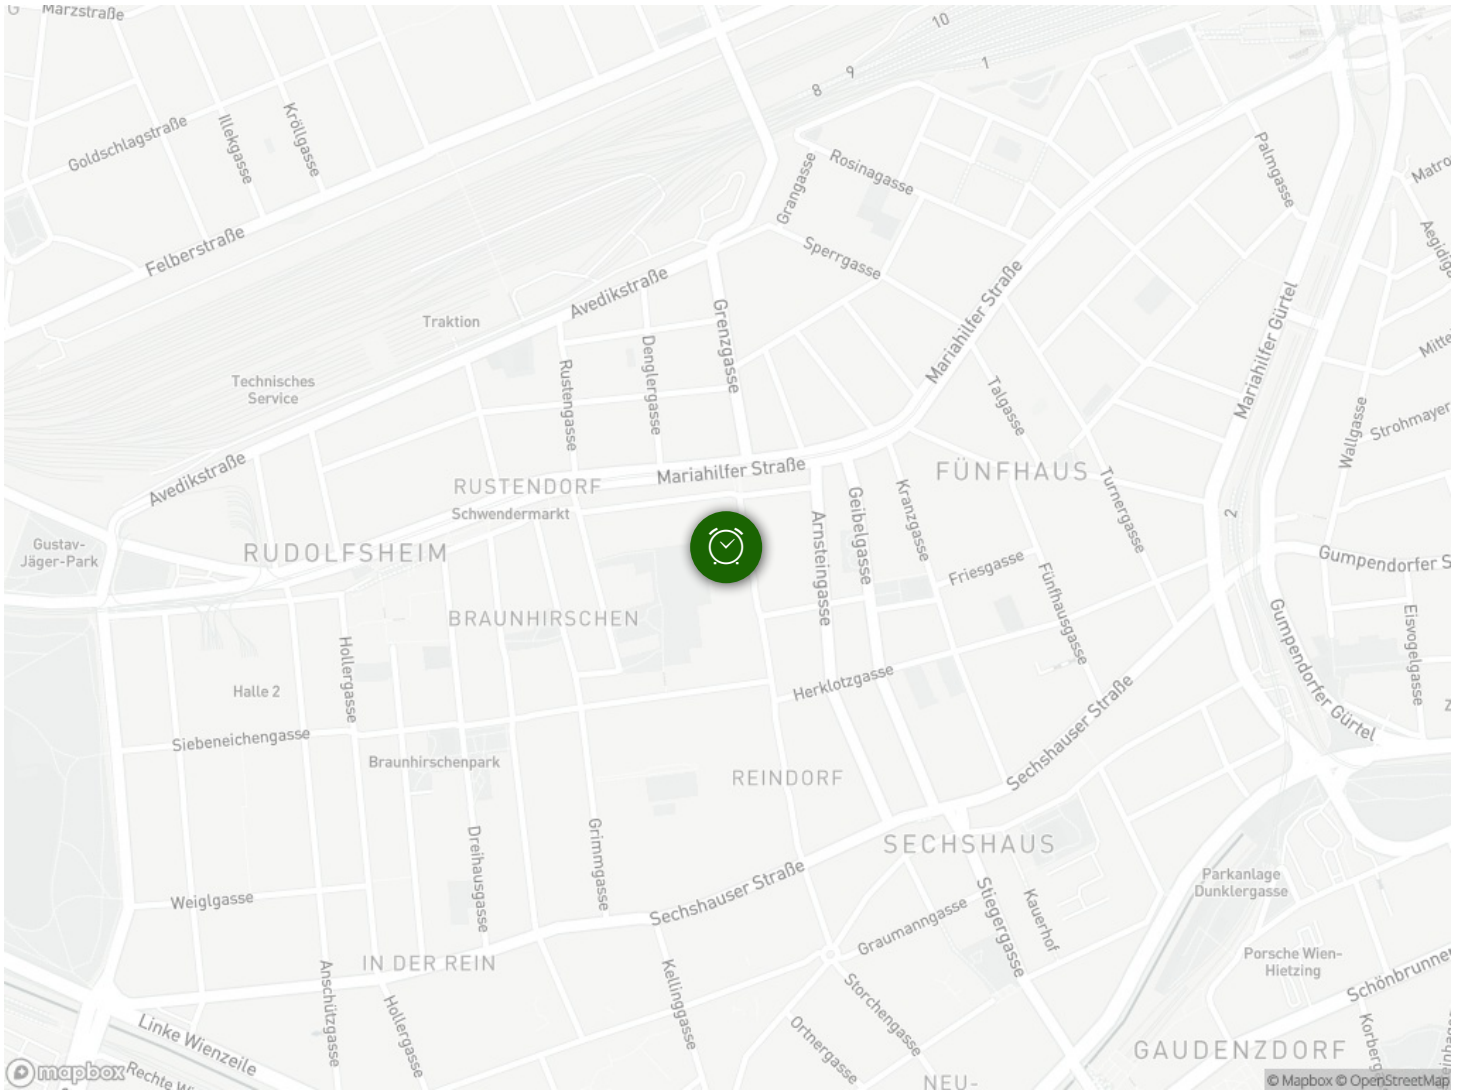 Märzstraße
10
9
8
1
Kröllgasse
Illekgasse
Goldschlagstraße
Palmgasse
Rosinagasse
Grangasse
Matro
Felberstraße
Sperrgasse
Aegidig
Avedikstraße
Mariahilfer Straße
Mariahilfer Gürtel
Traktion
Grenzgasse
Denglergasse
Mitte
Rustengasse
Technisches
Service
Talgasse
Wallgasse
Strohmayer
Avedikstraße
Mariahilfer Straße
FÜNFHAUS
RUSTENDORF
Schwendermarkt
Turnergasse
Kranzgasse
Geibelgasse
Arnsteingasse
2
Gustav-
Jäger-Park
RUDOLFSHEIM
Gumpendorfer S
Friesgasse
Fünfhausgasse
BRAUNHIRSCHEN
Eisvogelgasse
Gumpendorfer Gürtel
Hollergasse
Halle 2
Herklotzgasse
Z
Siebeneichengasse
Sechshauser Straße
Braunhirschenpark
REINDORF
SECHSHAUS
Grimmgasse
Dreihausgasse
Parkanlage
Dunklergasse
Weiglgasse
Sechshauser Straße
Stiegergasse
Kauerhof
Graumanngasse
IN DER REIN
Porsche Wien-
Hietzing
Schönbrunner
Anschützgasse
Hollergasse
Kellinggasse
Storchengasse
Ortnergasse
Linke Wienzeile
Rechte W
Korberg
GAUDENZDORF
NEU-
mapbox
© Mapbox © OpenStreetMap